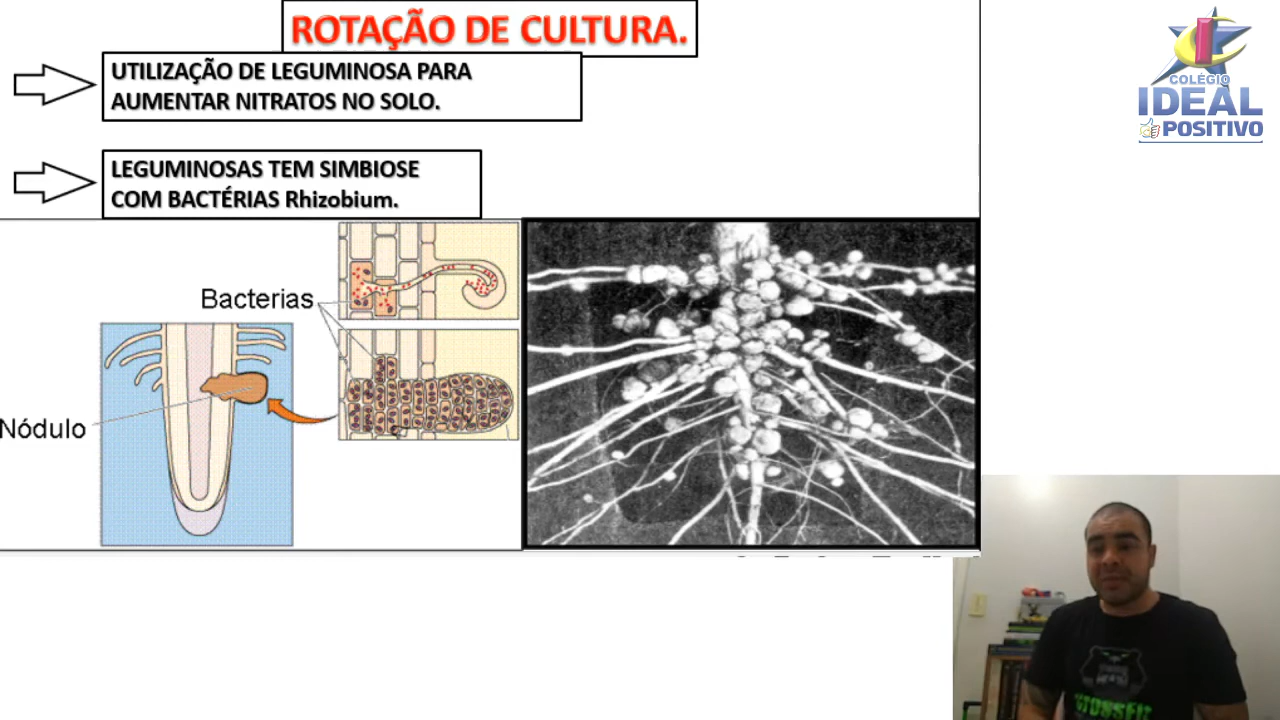 ROTAÇÃO DE CULTURA.
UTILIZAÇÃO DE LEGUMINOSA PARA
AUMENTAR NITRATOS NO SOLO.
LEGUMINOSAS TEM SIMBIOSE
COM BACTÉRIAS Rhizobium.
Bacterias
Nódulo
COLÉGIO
IDEAL
POSITIVO